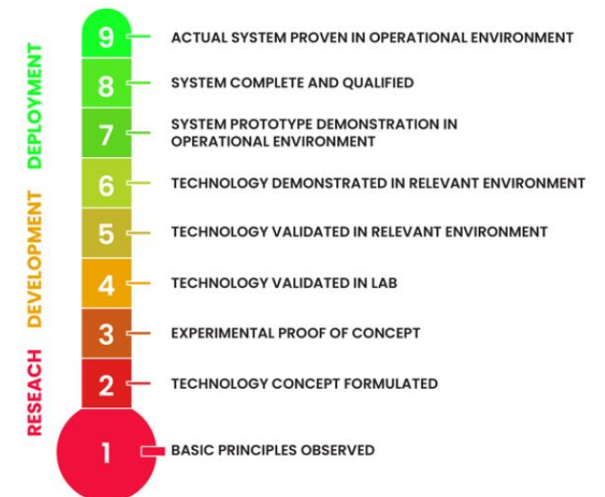 DEPLOYMENT
DEVELOPMENT
RESEACH
9 ACTUAL SYSTEM PROVEN IN OPERATIONAL ENVIRONMENT
8 SYSTEM COMPLETE AND QUALIFIED
7 SYSTEM PROTOTYPE DEMONSTRATION IN
OPERATIONAL ENVIRONMENT
6 TECHNOLOGY DEMONSTRATED IN RELEVANT ENVIRONMENT
5 TECHNOLOGY VALIDATED IN RELEVANT ENVIRONMENT
4 TECHNOLOGY VALIDATED IN LAB
3 EXPERIMENTAL PROOF OF CONCEPT
2 TECHNOLOGY CONCEPT FORMULATED
1 BASIC PRINCIPLES OBSERVED